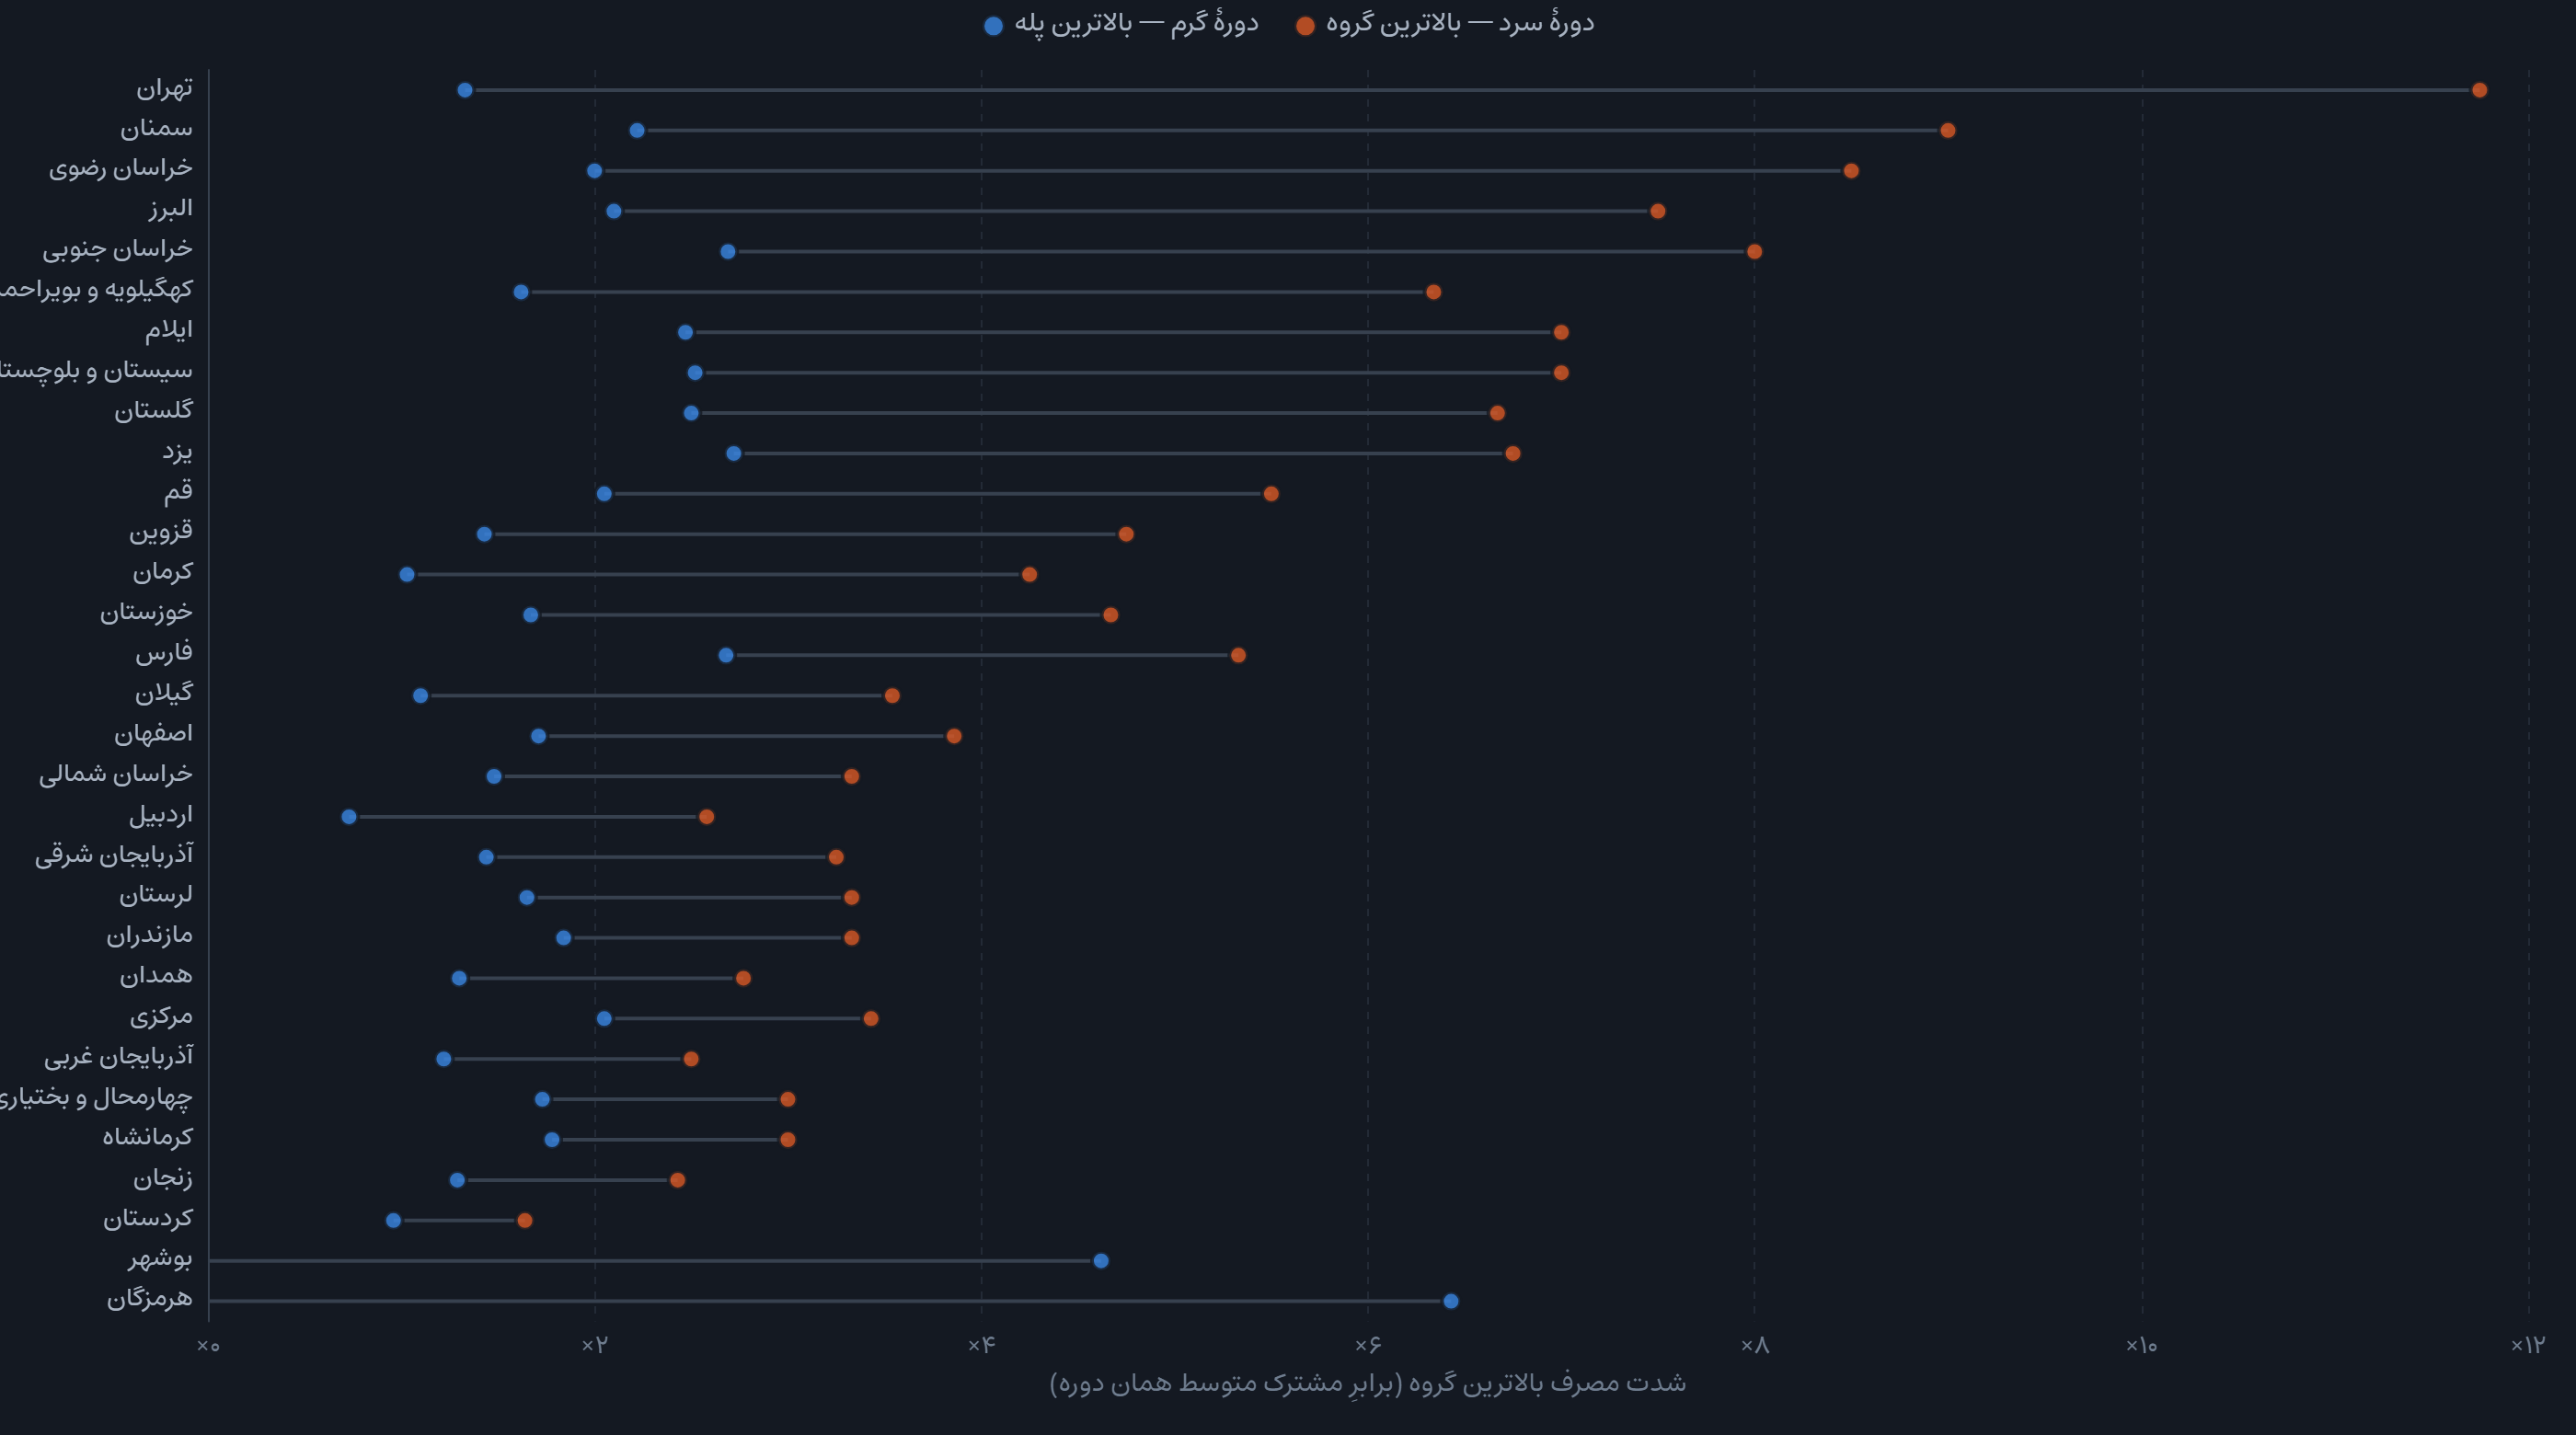 دورهٔ سرد — بالاترین گروه
دورهٔ گرم — بالاترین پله
تهران
سمنان
خراسان رضوی
البرز
خراسان جنوبی
کهگیلویه و بویراحم
ایلام
سیستان و بلوچستا
گلستان
یزد
قم
قزوین
کرمان
خوزستان
فارس
گیلان
اصفهان
خراسان شمالی
اردبیل
آذربایجان شرقی
لرستان
مازندران
همدان
مرکزی
آذربایجان غربی
چهارمحال و بختیاری
کرمانشاه
زنجان
کردستان
بوشهر
هرمزگان
×۰ ×۲ ×۴ ×۶ ×۸ ×۱۰ ×۱۲
شدت مصرف بالاترین گروه (برابرِ مشترک متوسط همان دوره)